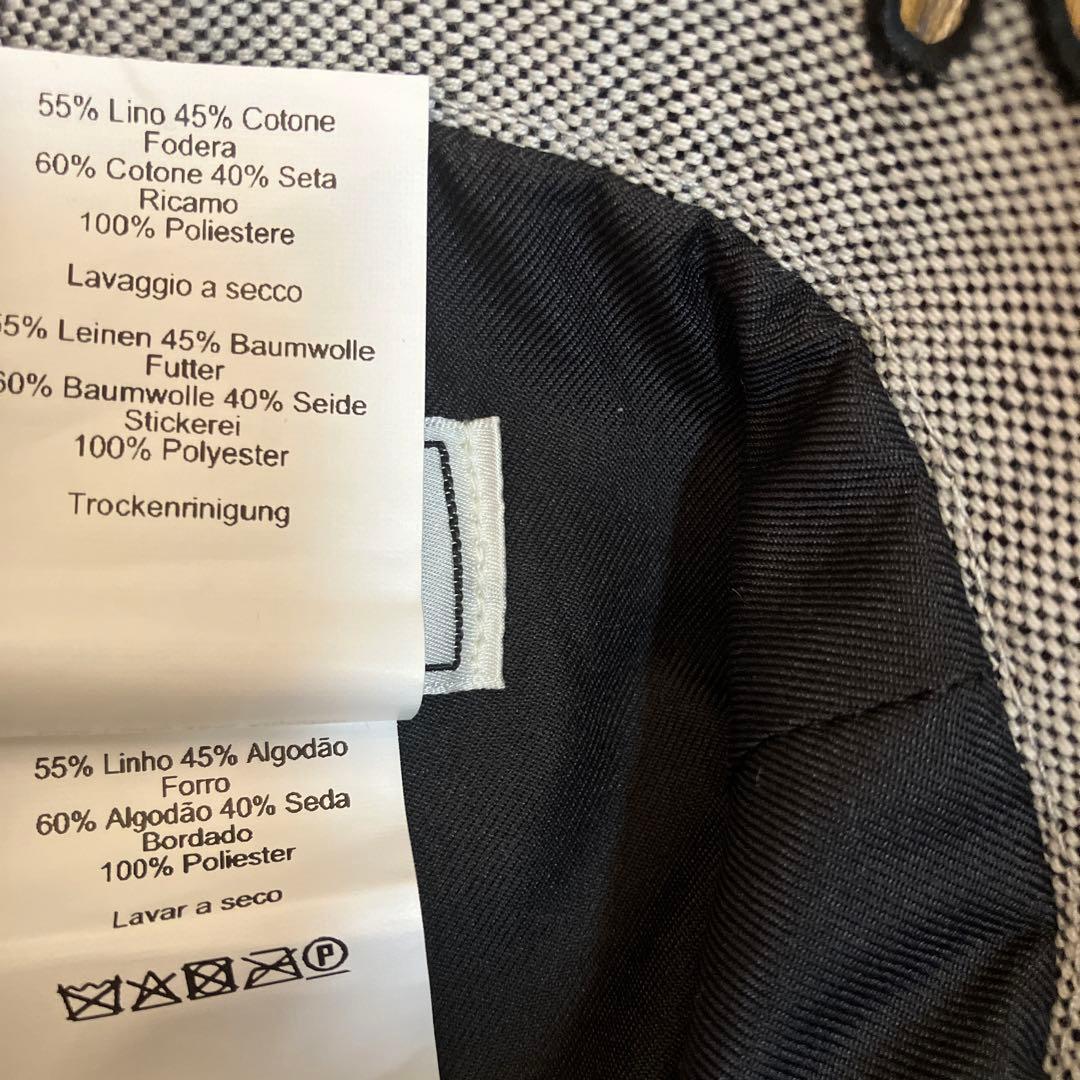 55% Lino 45% Cotone
Fodera
60% Cotone 40% Seta
Ricamo
100% Poliestere
Lavaggio a secco
5% Leinen 45% Baumwolle
Futter
60% Baumwolle 40% Seide
Stickerei
100% Polyester
Trockenrinigung
55% Linho 45% Algodão
Forro
60% Algodão 40% Seda
Bordado
100% Poliester
Lavar a seco
P